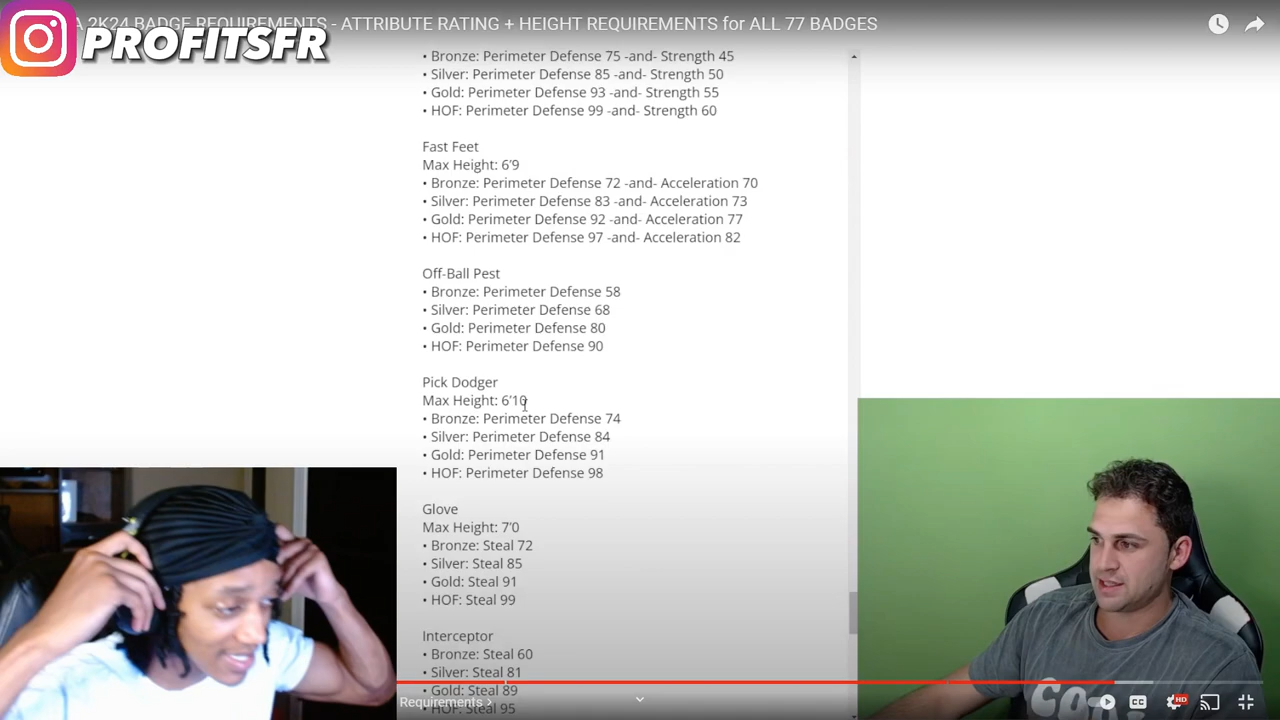 A 2K24 BADGE REQUIREMENTS - ATTRIBUTE RATING + HEIGHT REQUIREMENTS for ALL 77 BADGES
PROFITSFR
• Bronze: Perimeter Defense 75 -and- Strength 45
• Silver: Perimeter Defense 85 -and- Strength 50
• Gold: Perimeter Defense 93 -and- Strength 55
• HOF: Perimeter Defense 99 -and- Strength 60
Fast Feet
Max Height: 6'9
• Bronze: Perimeter Defense 72 -and- Acceleration 70
• Silver: Perimeter Defense 83 -and- Acceleration 73
• Gold: Perimeter Defense 92 -and- Acceleration 77
• HOF: Perimeter Defense 97 -and- Acceleration 82
Off-Ball Pest
• Bronze: Perimeter Defense 58
• Silver: Perimeter Defense 68
• Gold: Perimeter Defense 80
• HOF: Perimeter Defense 90
Pick Dodger
Max Height: 6'10
• Bronze: Perimeter Defense 74
• Silver: Perimeter Defense 84
• Gold: Perimeter Defense 91
• HOF: Perimeter Defense 98
Glove
Max Height: 7'0
• Bronze: Steal 72
• Silver: Steal 85
• Gold: Steal 91
• HOF: Steal 99
Interceptor
• Bronze: Steal 60
• Silver: Steal 81
• Gold: Steal 89
• HOF: Steal 95
Requirements
CC
HD